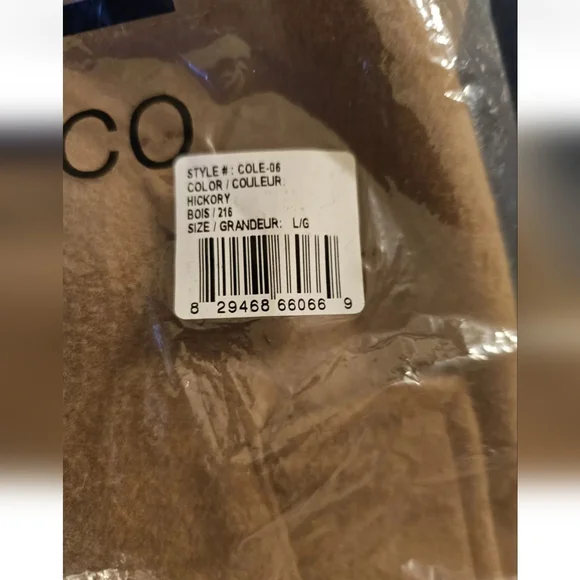 CO
STYLE # : COLE-06
COLOR / COULEUR:
HICKORY
BOIS / 216
SIZE / GRANDEUR: L/G
8 29468 66066 9